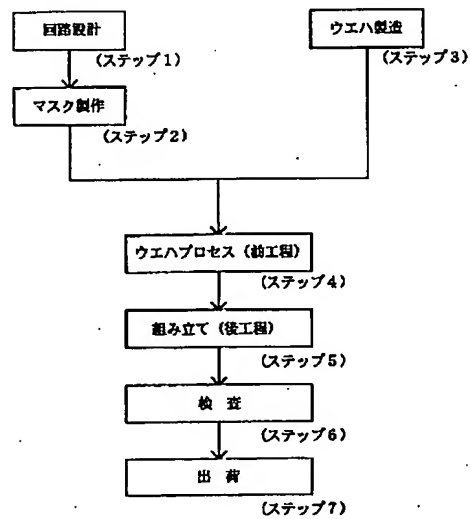 回路設計
(ステップ1)
ウエハ製造
(ステップ3)
マスク製作
(ステップ2)
ウエハプロセス (前工程)
(ステップ4)
組み立て (後工程)
(ステップ5)
検 査
(ステップ6)
出 荷
(ステップ7)